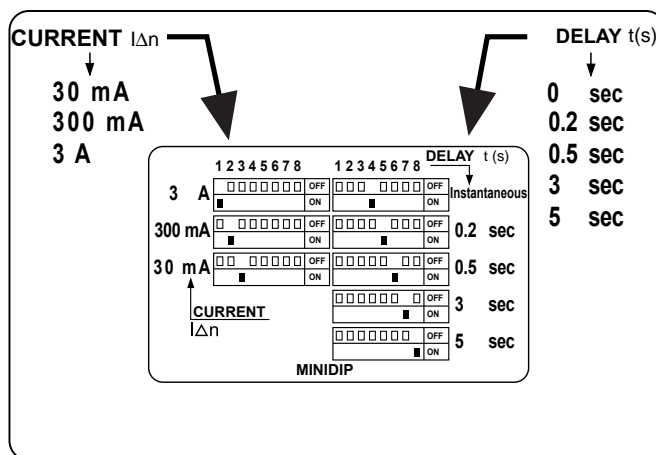 CURRENT I∆n
30 mA
300 mA
3 A
DELAY t(s)
0 sec
0.2 sec
0.5 sec
3 sec
5 sec
DELAY t (s)
1 2 3 4 5 6 7 8 1 2 3 4 5 6 7 8
3 A OFF OFF Instantaneous
ON ON
300 mA OFF OFF 0.2 sec
ON ON
30 mA OFF OFF 0.5 sec
ON ON
CURRENT
I∆n
OFF 3 sec
ON
OFF 5 sec
ON
MINIDIP